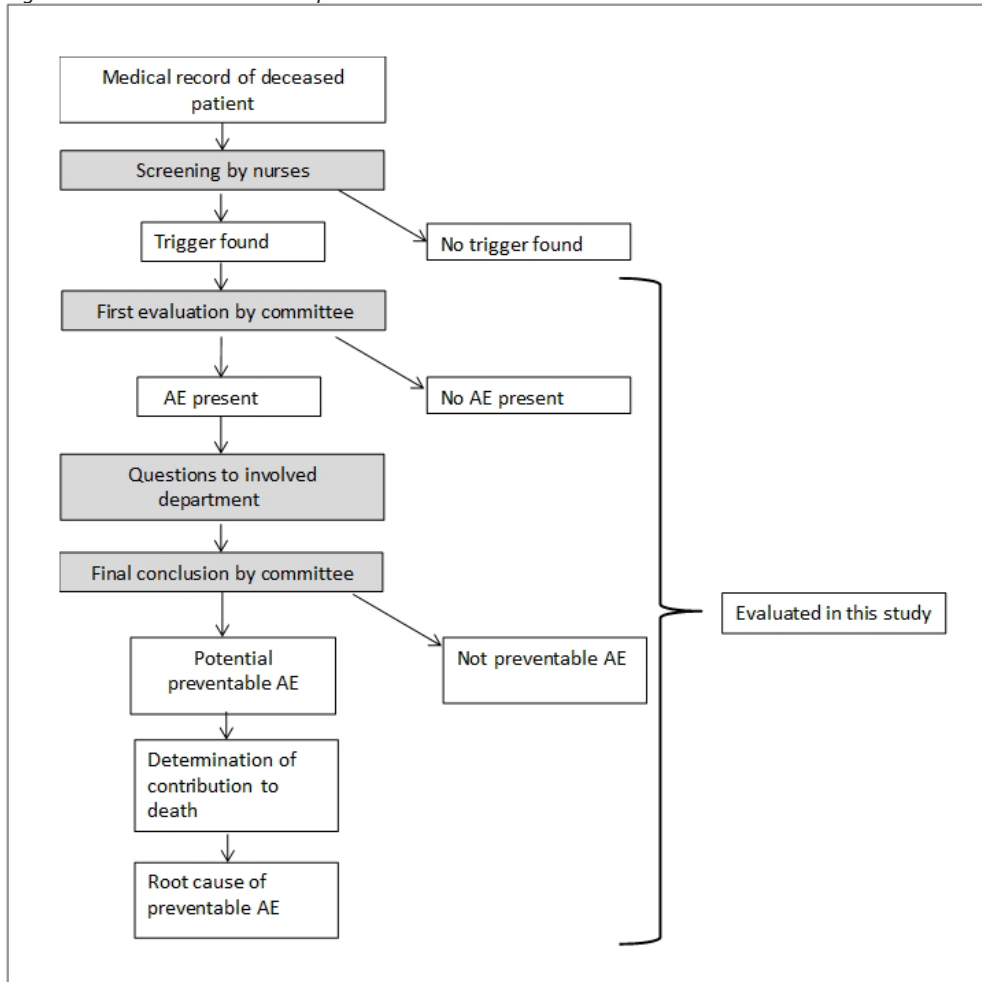 Medical record of deceased
patient
Screening by nurses
Trigger found
No trigger found
First evaluation by committee
AE present
No AE present
Questions to involved
department
Final conclusion by committee
Evaluated in this study
Potential
preventable AE
Not preventable AE
Determination of
contribution to
death
Root cause of
preventable AE